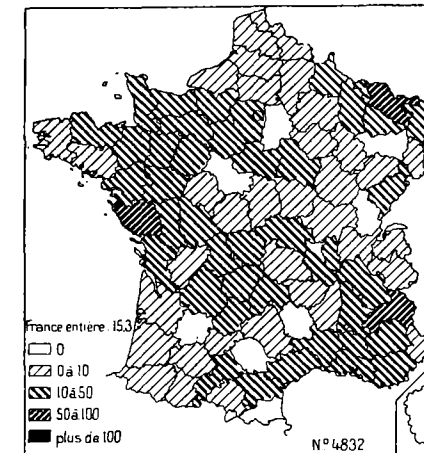 France entière : 15,3
0
0 à 10
10 à 50
50 à 100
plus de 100
N° 4832